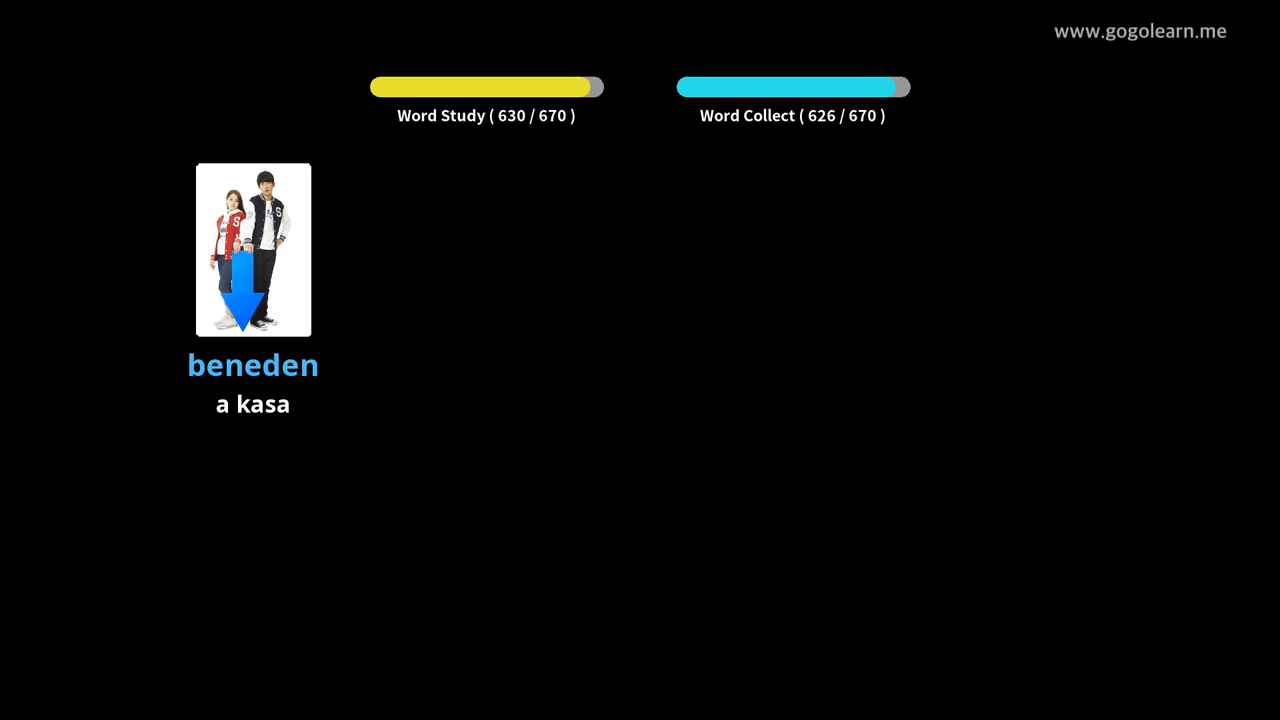 www.gogolearn.me
Word Study ( 630 / 670 )
Word Collect ( 626 / 670 )
S
S
beneden
a kasa